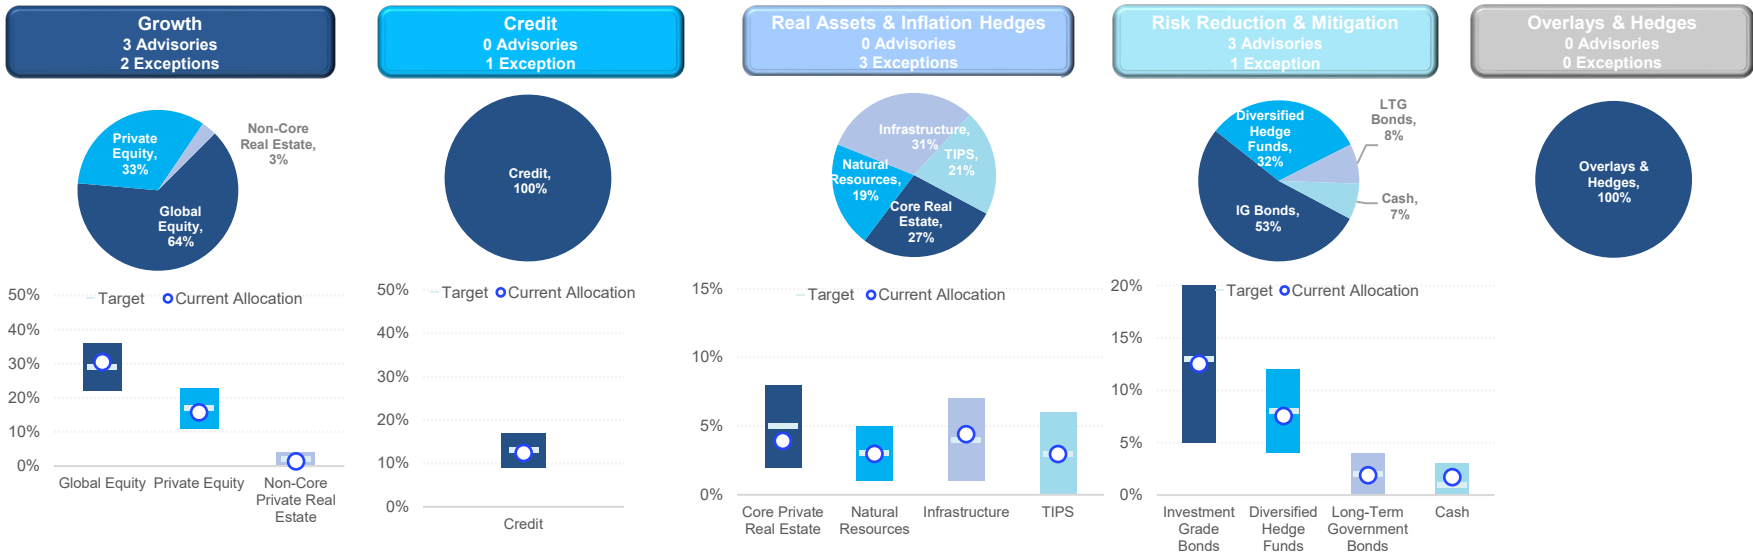 Growth
3 Advisories
2 Exceptions
Credit
0 Advisories
1 Exception
Real Assets & Inflation Hedges
0 Advisories
3 Exceptions
Risk Reduction & Mitigation
3 Advisories
1 Exception
Overlays & Hedges
0 Advisories
0 Exceptions
Private
Equity,
33%
Non-Core
Real Estate,
3%
Global
Equity
64%
Credit,
100%
Infrastructure,
31%
TIPS,
21%
Natural
Resources,
19%
Core Real
Estate,
27%
Diversified
Hedge
Funds,
32%
LTG
Bonds,
8%
Cash,
7%
IG Bonds,
53%
Overlays &
Hedges,
100%
Target Current Allocation
50%
40%
30%
20%
10%
0%
Global Equity
Private Equity
Non-Core
Private Real
Estate
Target Current Allocation
50%
40%
30%
20%
10%
0%
Credit
Target Current Allocation
15%
10%
5%
0%
Core Private
Real Estate
Natural
Resources
Infrastructure
TIPS
Target Current Allocation
20%
15%
10%
5%
0%
Investment
Grade
Bonds
Diversified
Hedge
Funds
Long-Term
Government
Bonds
Cash